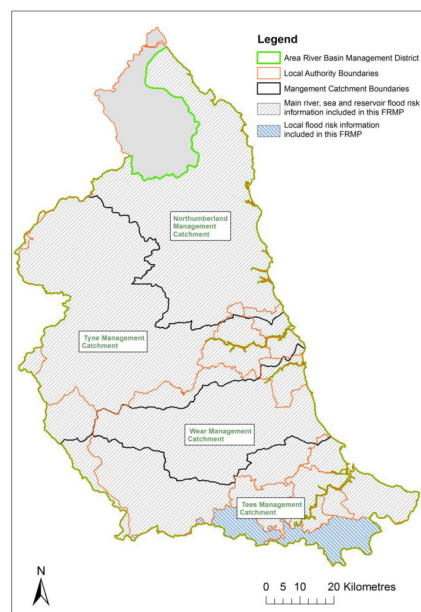 Legend
Area River Basin Management District
Local Authority Boundaries
Mangement Catchment Boundaries
Main river, sea and reservoir flood risk
information included in this FRMP
Local flood risk information
included in this FRMP
Northumberland
Management
Catchment
Tyne Management
Catchment
Wear Management
Catchment
Tees Management
Catchment
N
0 5 10 20 Kilometres